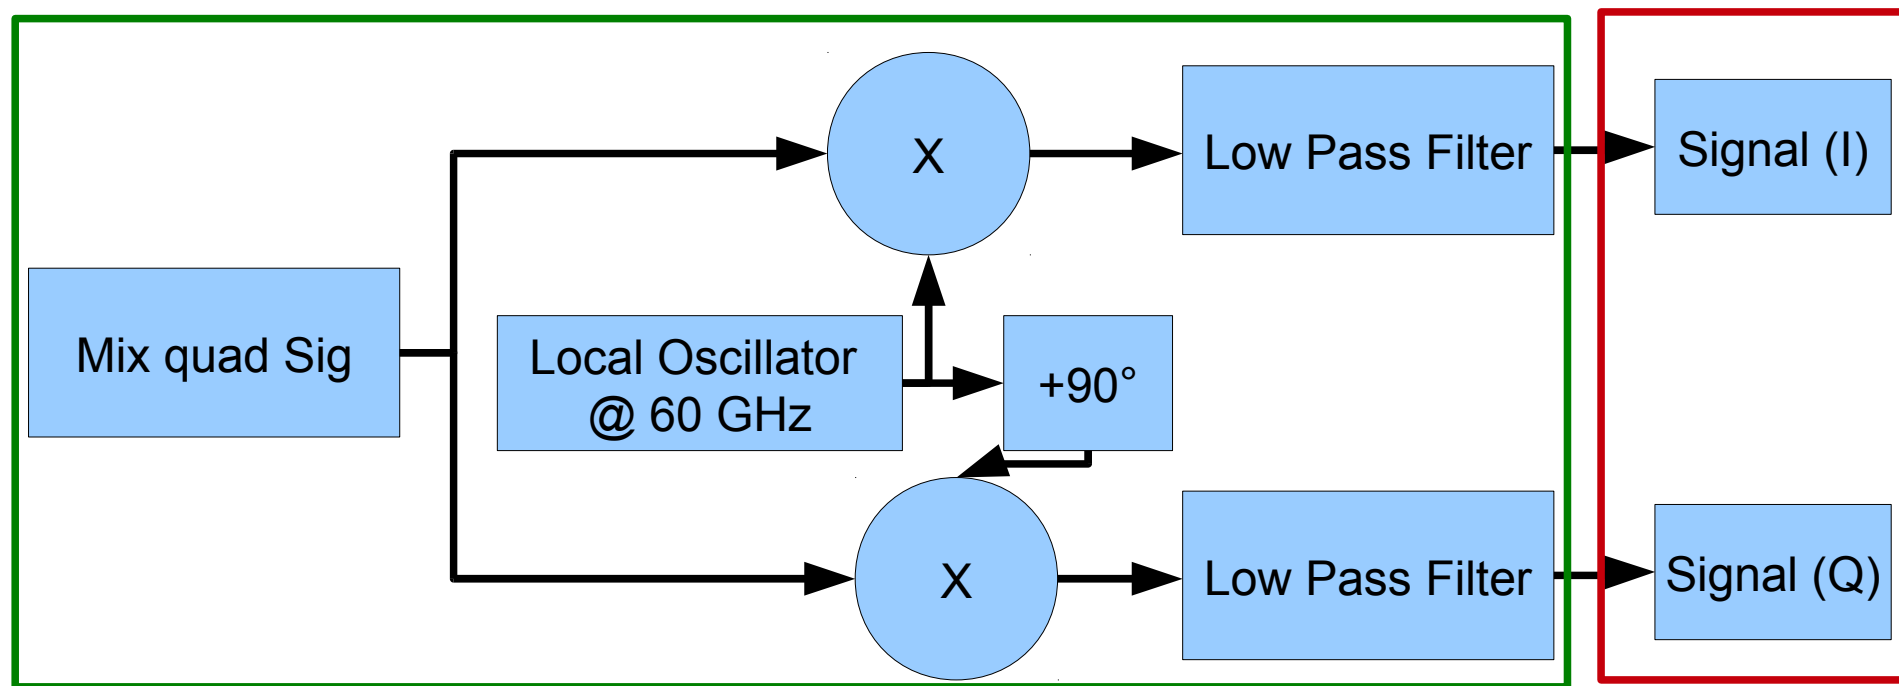 X
Low Pass Filter
Signal (I)
Mix quad Sig
Local Oscillator
@ 60 GHz
+90°
X
Low Pass Filter
Signal (Q)